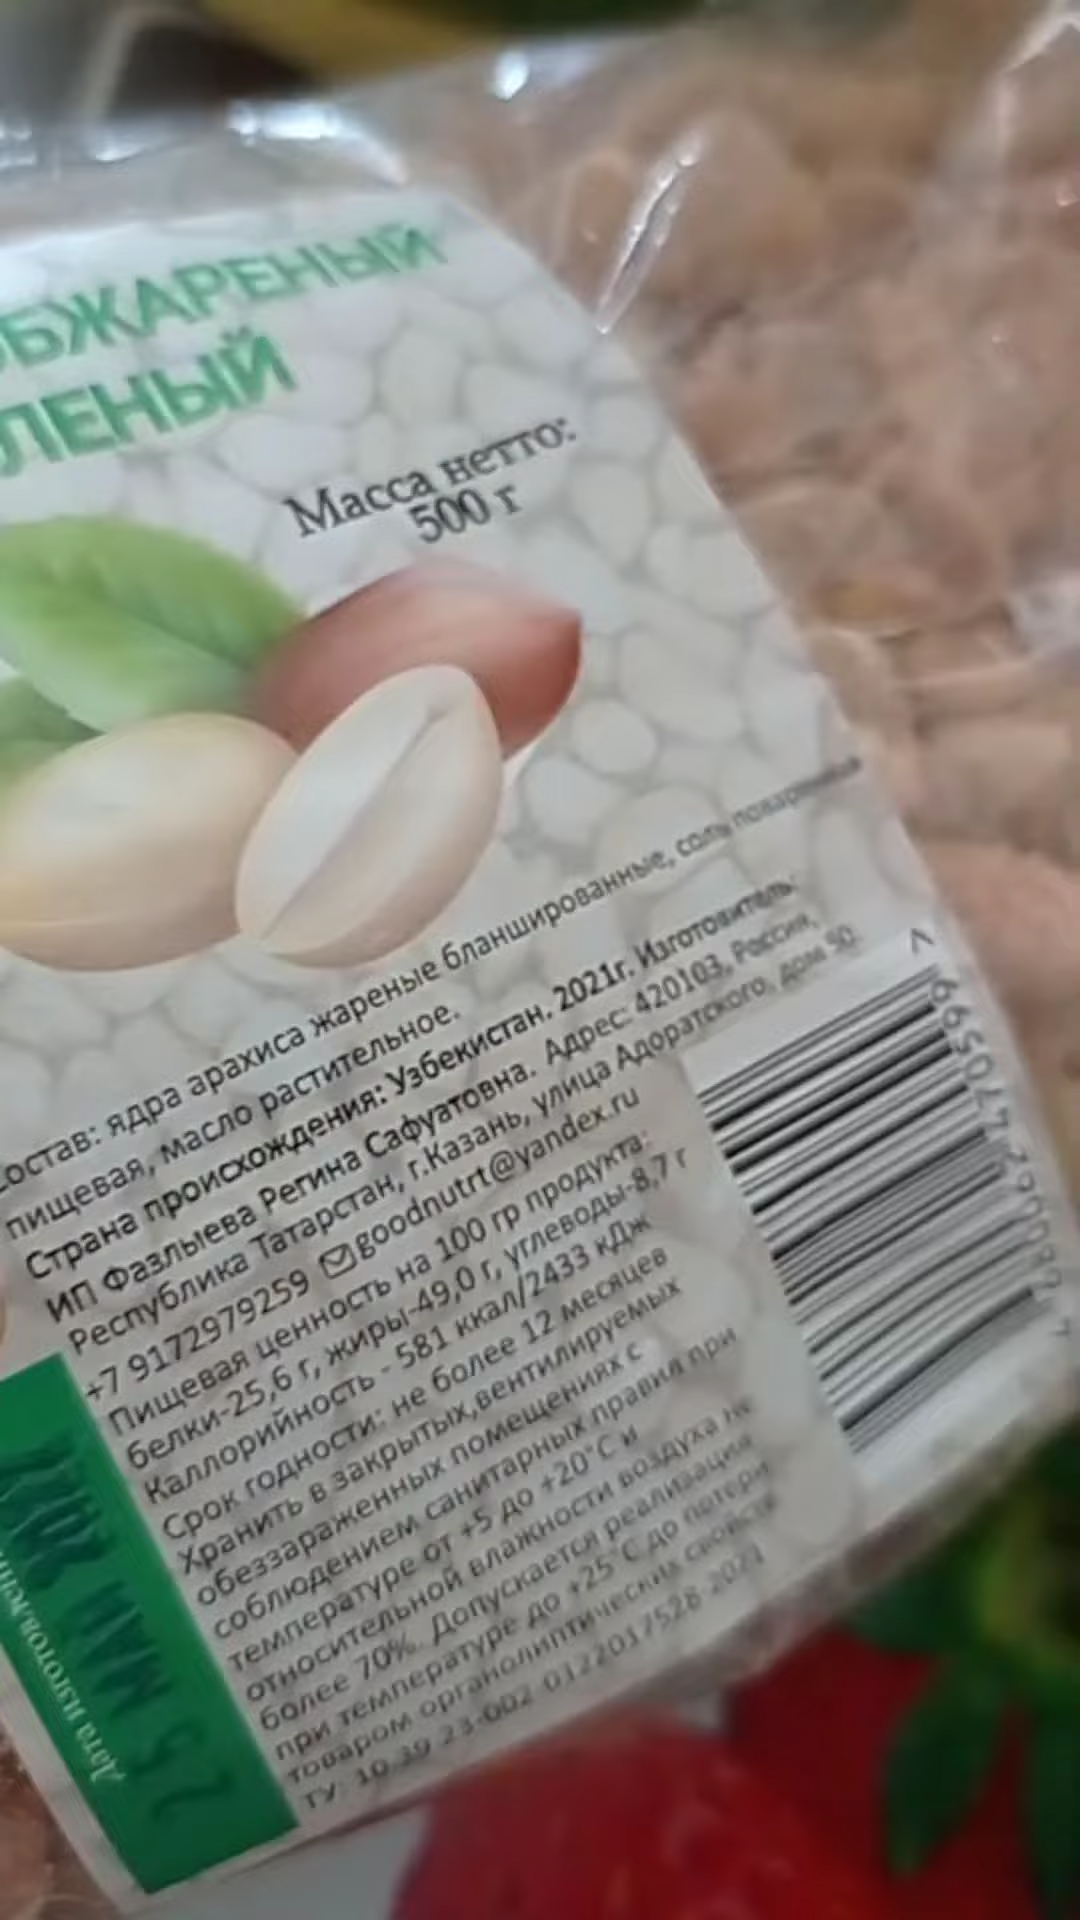 ОБЖАРЕНЫЙ
ЛЕНЫЙ
Масса нетто:
500 г
Состав: ядра арахиса жареные бланшированные, соль поваренная
пищевая, масло растительное.
Страна происхождения: Узбекистан, 2021г. Изготовитель:
ИП Фазлыева Регина Сафуатовна. Адрес: 420103, Россия,
Республика Татарстан, г.Казань, улица Адоратского, дом 50
+7 9172979259 goodnutrt@yandex.ru
Пищевая ценность на 100 гр продукта:
белки-25,6 г, жиры-49,0 г, углеводы-8,7 г
Каллорийность - 581 ккал/2433 кДж
Срок годности: не более 12 месяцев
Хранить в закрытых,вентилируемых
обеззараженных помещениях с
соблюдением санитарных правил при
температуре от +5 до +20°С и
относительной влажности воздуха не
более 70%. Допускается реализация
при температуре до +25°С до потери
товаром органолиптических свойств
ТУ: 10.39.23-002-0122017528-2021
Дата изготовления
25 МАЙ